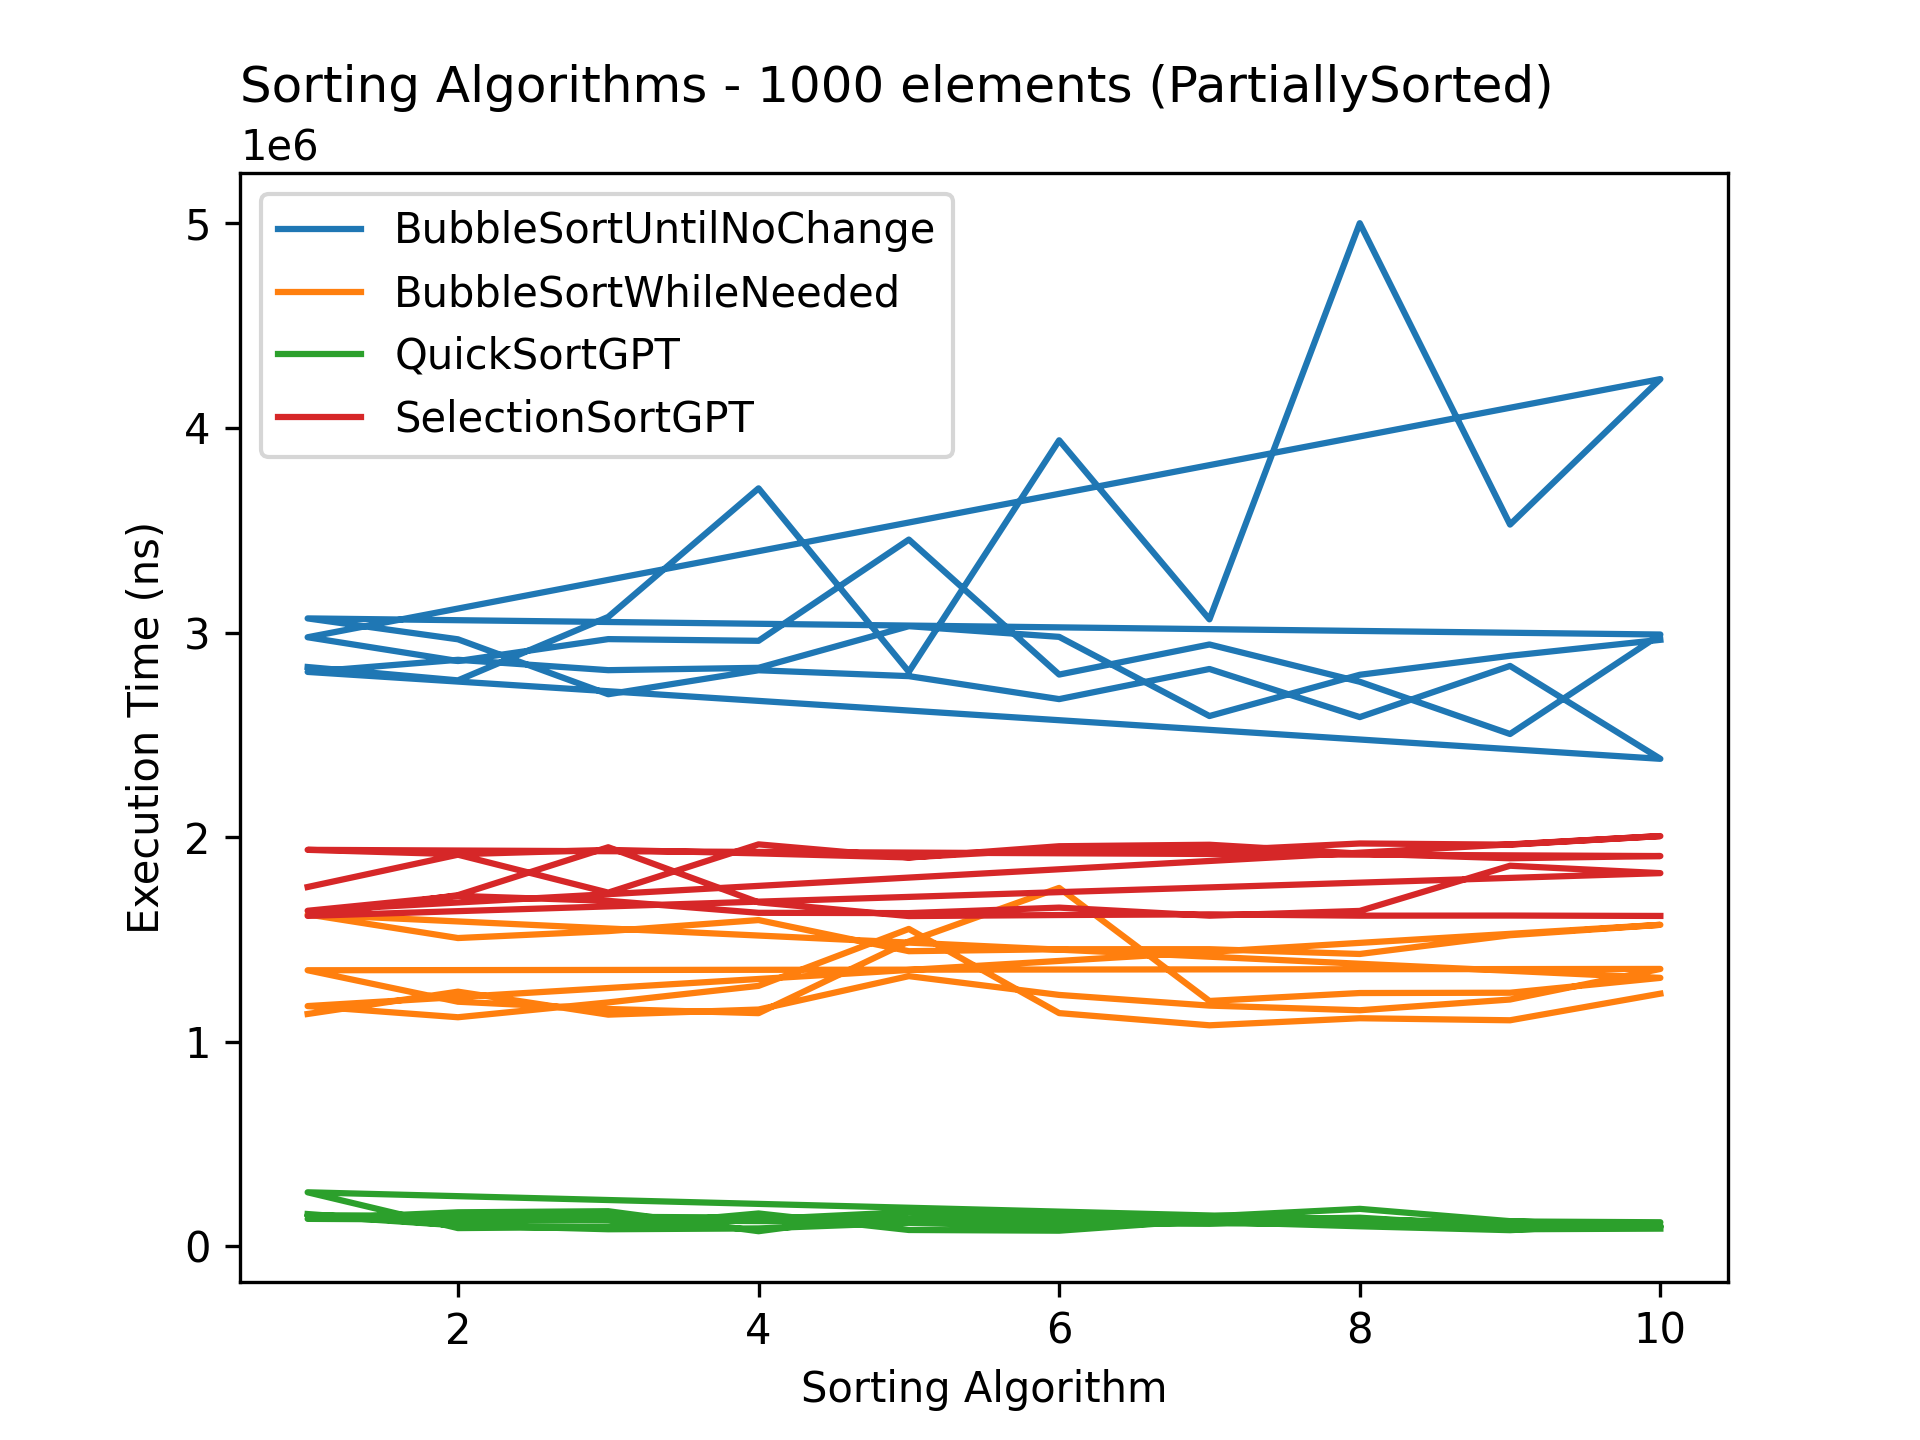 Sorting Algorithms - 1000 elements (PartiallySorted)
1e6
BubbleSortUntilNoChange
BubbleSortWhileNeeded
QuickSortGPT
SelectionSortGPT
5
4
3
2
1
0
Execution Time (ns)
2 4 6 8 10
Sorting Algorithm